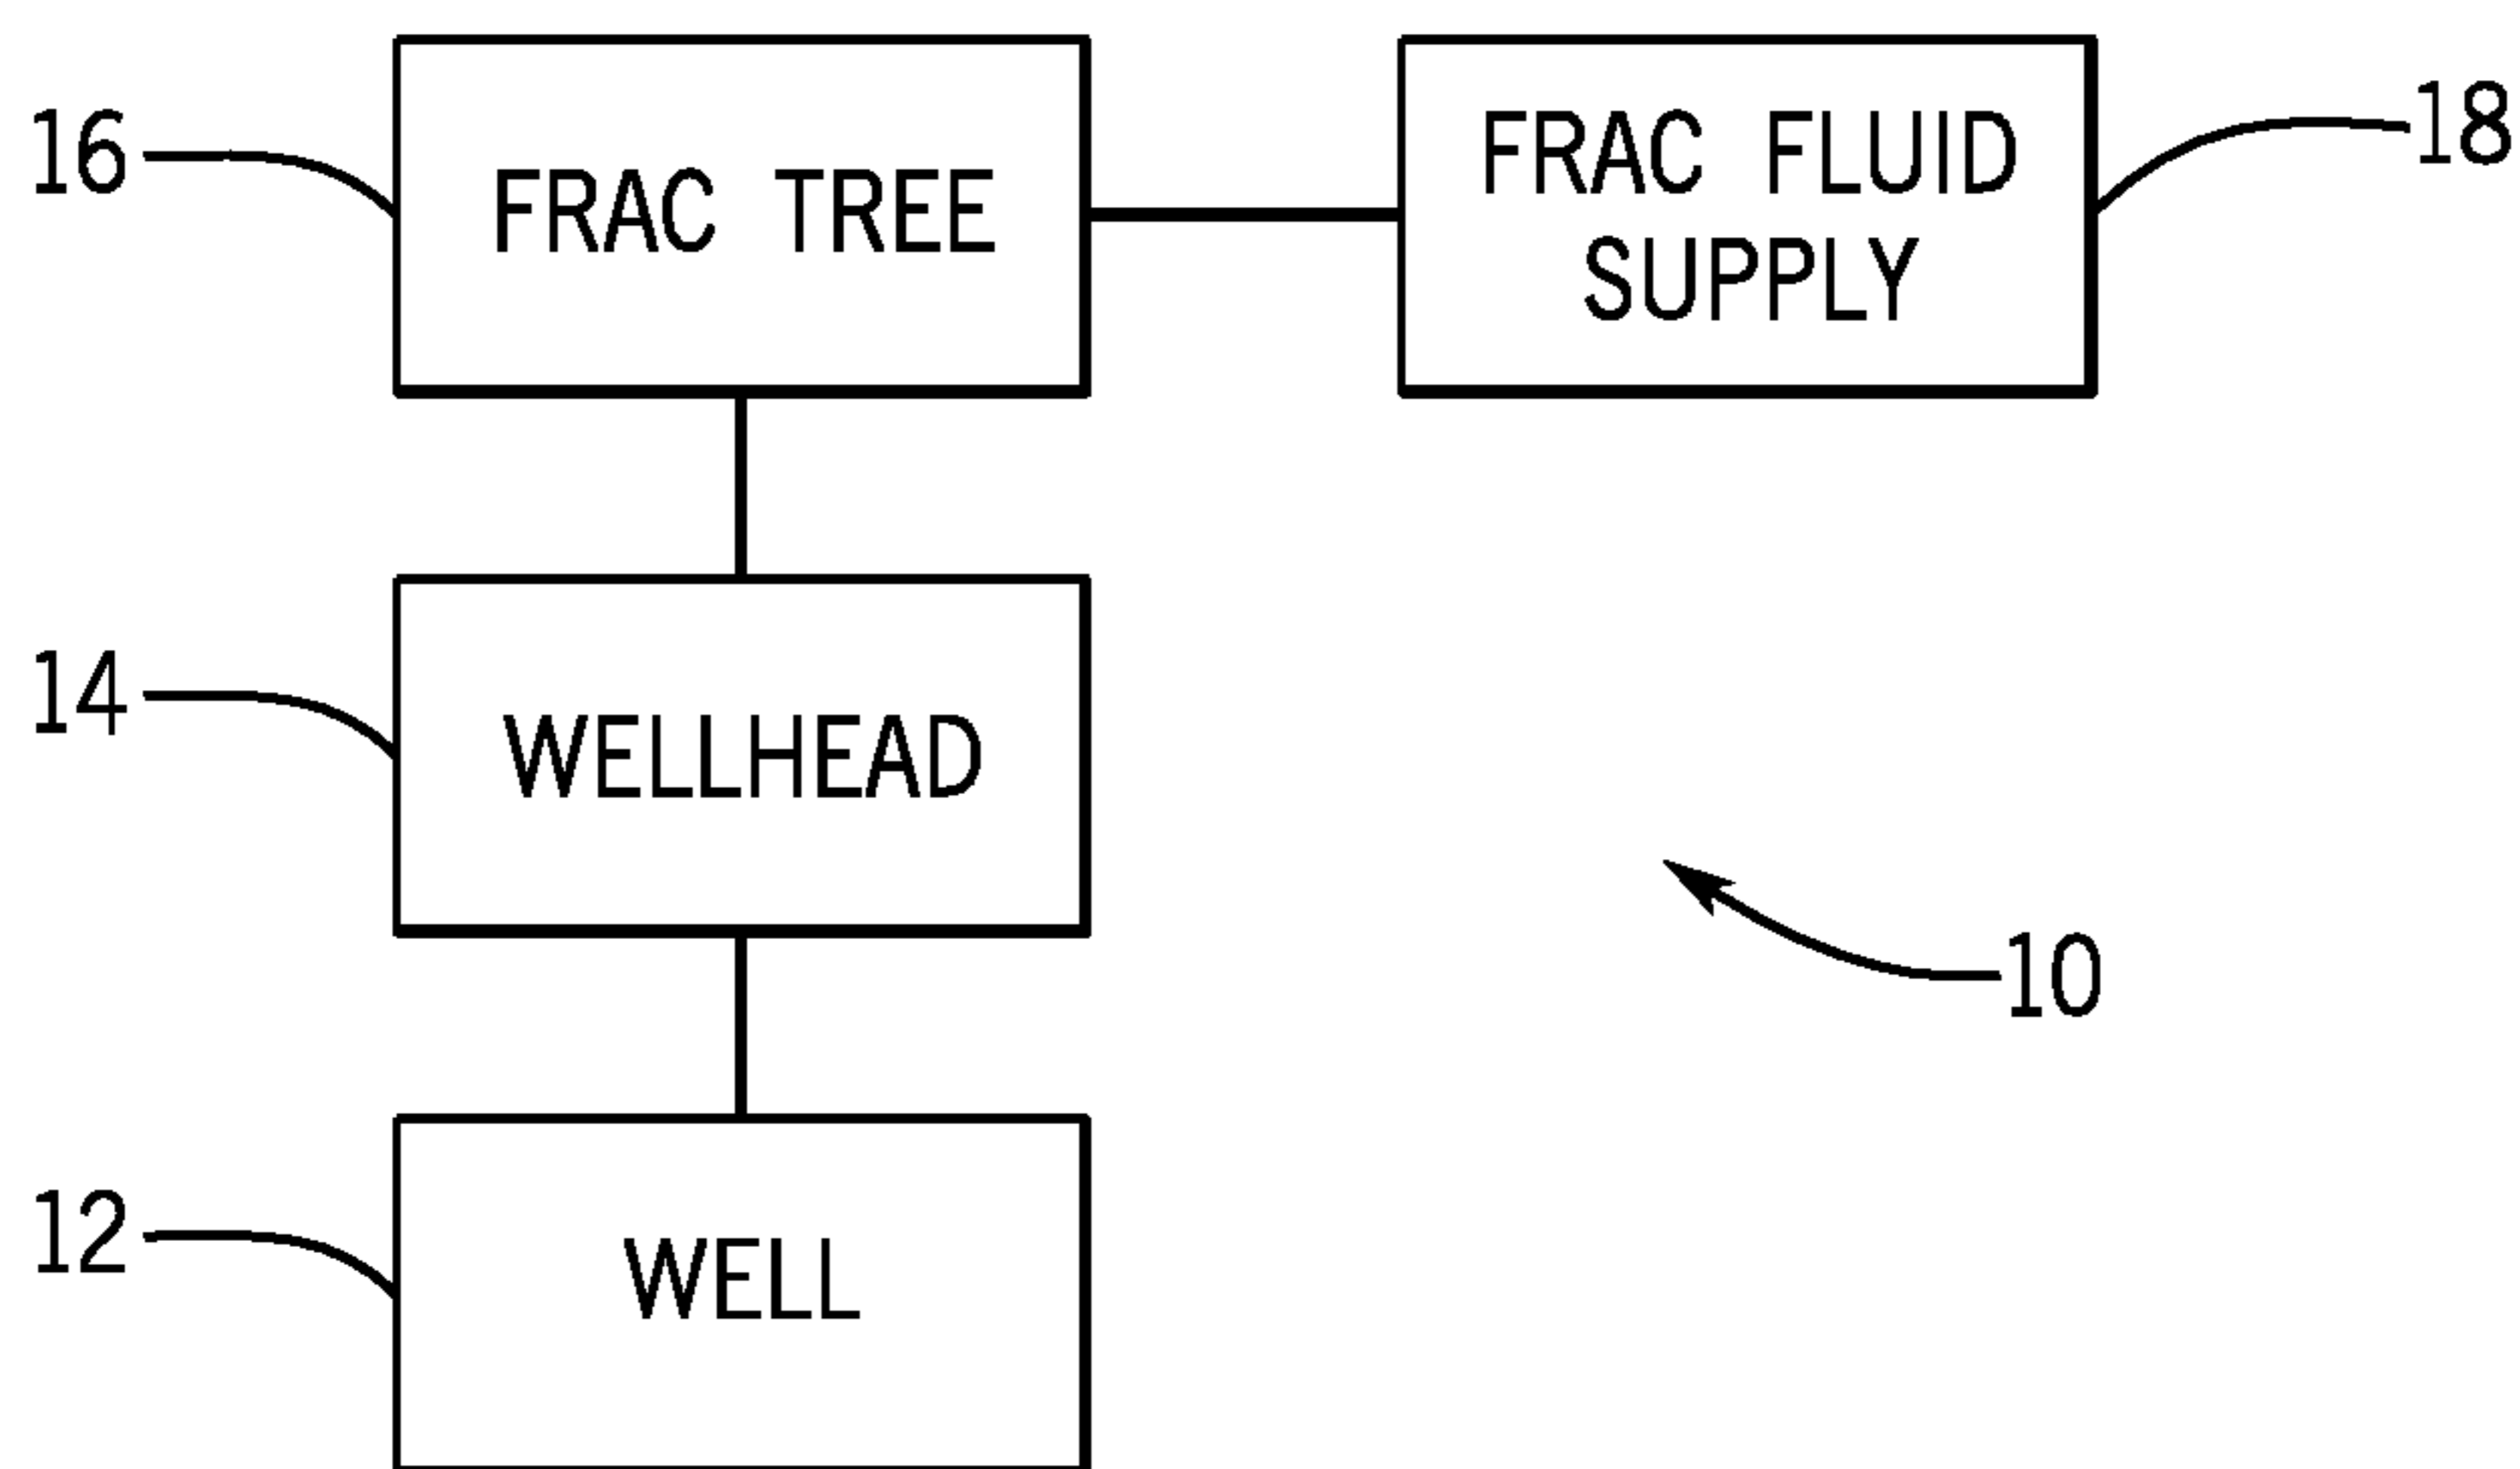 16
FRAC TREE
FRAC FLUID
SUPPLY
18
14
WELLHEAD
10
12
WELL